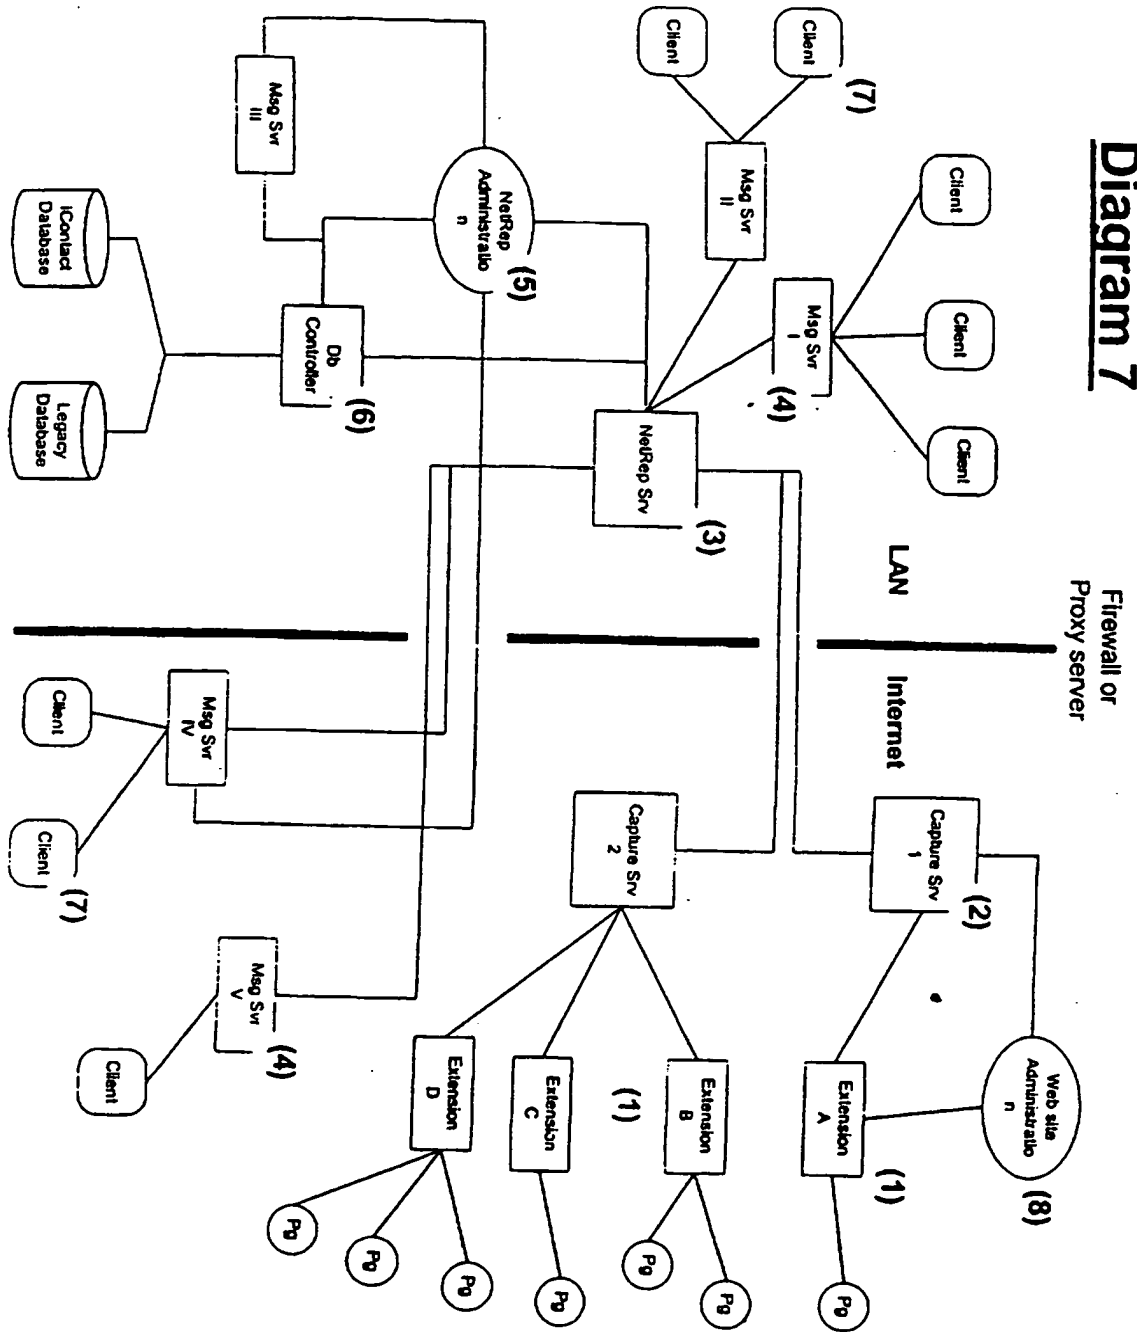 Diagram 7
Firewall or
Proxy server
LAN
Internet
Client
Client
(7)
Msg Svr
II
Client
Client
Client
Msg Svr
I
(4)
Msg Svr
III
NetRep
Administratio
n
(5)
NetRep Srv
(3)
Db
Controller
(6)
IContact
Database
Legacy
Database
Capture Srv
1
(2)
Web site
Administratio
n
(8)
Extension
A
(1)
Pg
Capture Srv
2
Extension
B
(1)
Pg
Pg
Extension
C
Pg
Extension
D
Pg
Pg
Pg
Msg Svr
IV
Client
Client
(7)
Msg Svr
V
(4)
Client